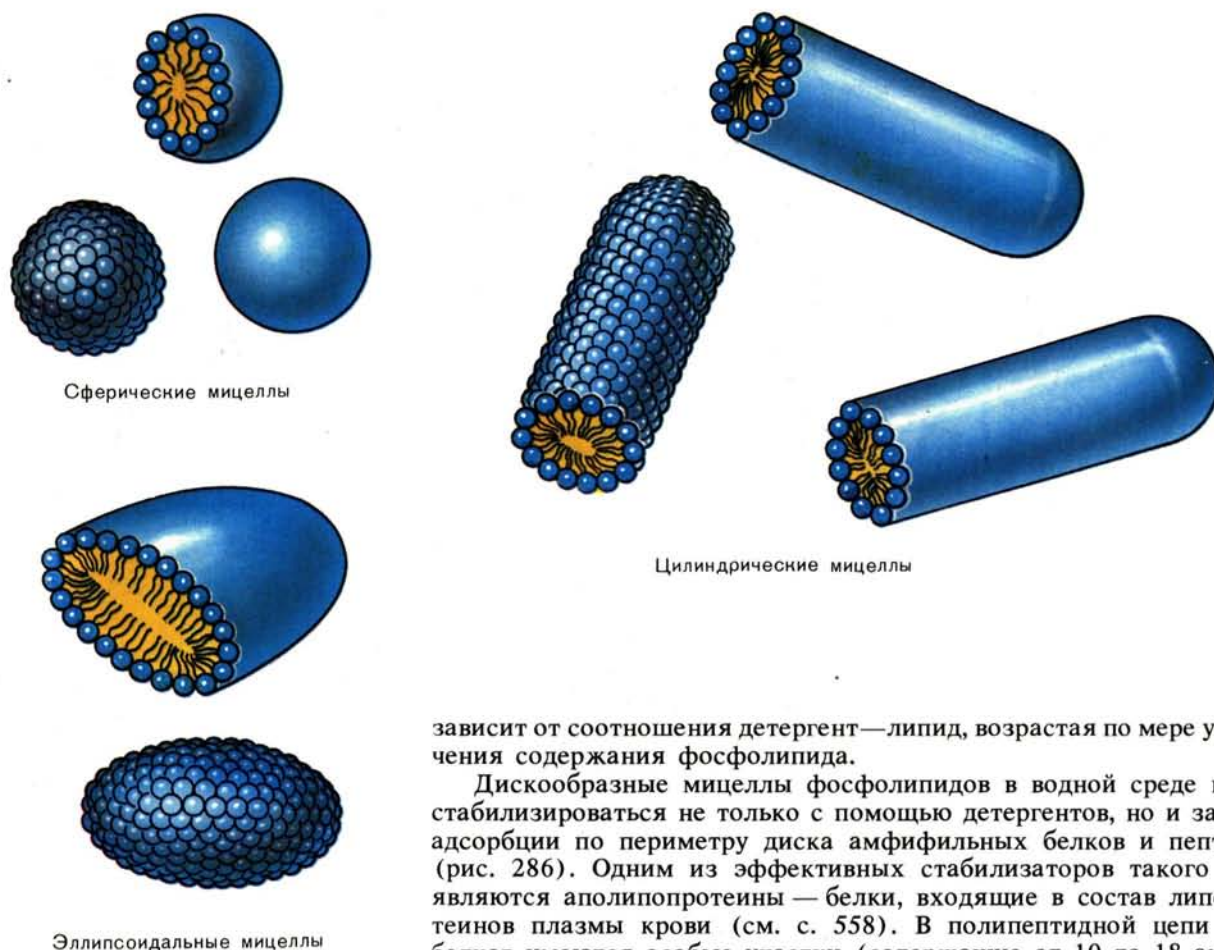 Сферические мицеллы
Цилиндрические мицеллы
зависит от соотношения детергент—липид, возрастая по мере у
чения содержания фосфолипида.
Дискообразные мицеллы фосфолипидов в водной среде
стабилизироваться не только с помощью детергентов, но и за
адсорбции по периметру диска амфифильных белков и пепт
(рис. 286). Одним из эффективных стабилизаторов такого
являются аполипопротеины — белки, входящие в состав липо
теинов плазмы крови (см. с. 558). В полипептидной цепи
Эллипсоидальные мицеллы